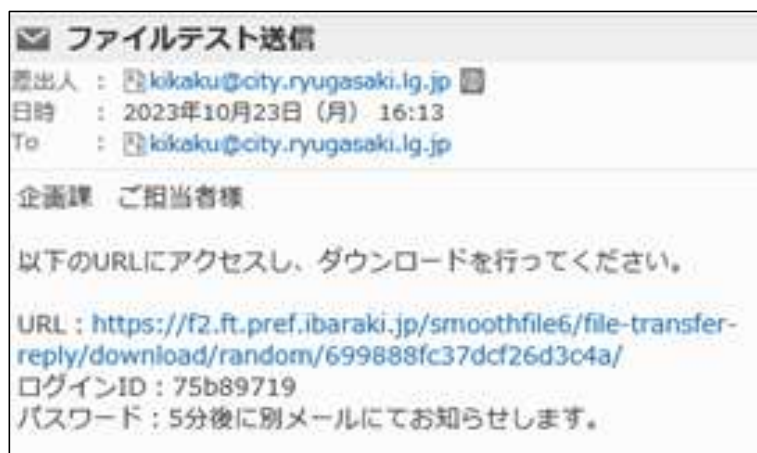 ファイルテスト送信
差出人 : kikaku@city.ryugasaki.lg.jp
日時 : 2023年10月23日（月） 16:13
To : kikaku@city.ryugasaki.lg.jp
企画課　ご担当者様
以下のURLにアクセスし、ダウンロードを行ってください。
URL：https://f2.ft.pref.ibaraki.jp/smoothfile6/file-transfer-
reply/download/random/699888fc37dcf26d3c4a/
ログインID：75b89719
パスワード：5分後に別メールにてお知らせします。